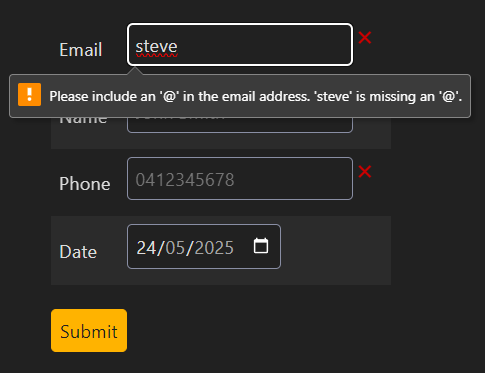 Email steve
Please include an '@' in the email address. 'steve' is missing an '@'.
Name
Phone 0412345678
Date 24/05/2025
Submit